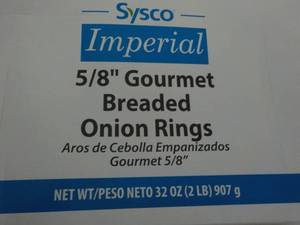 Sysco
Imperial
5/8" Gourmet
Breaded
Onion Rings
Aros de Cebolla Empanizados
Gourmet 5/8"
NET WT/PESO NETO 32 OZ (2 LB) 907 g